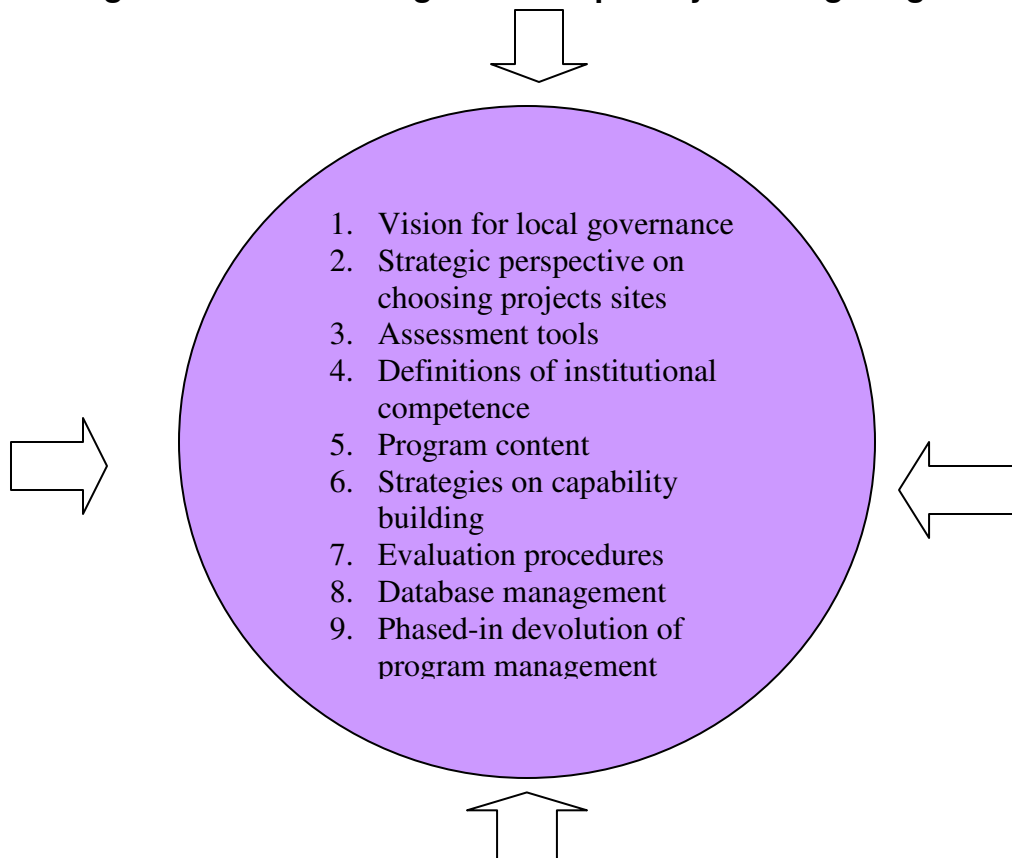 1. Vision for local governance
2. Strategic perspective on
choosing projects sites
3. Assessment tools
4. Definitions of institutional
competence
5. Program content
6. Strategies on capability
building
7. Evaluation procedures
8. Database management
9. Phased-in devolution of
program management